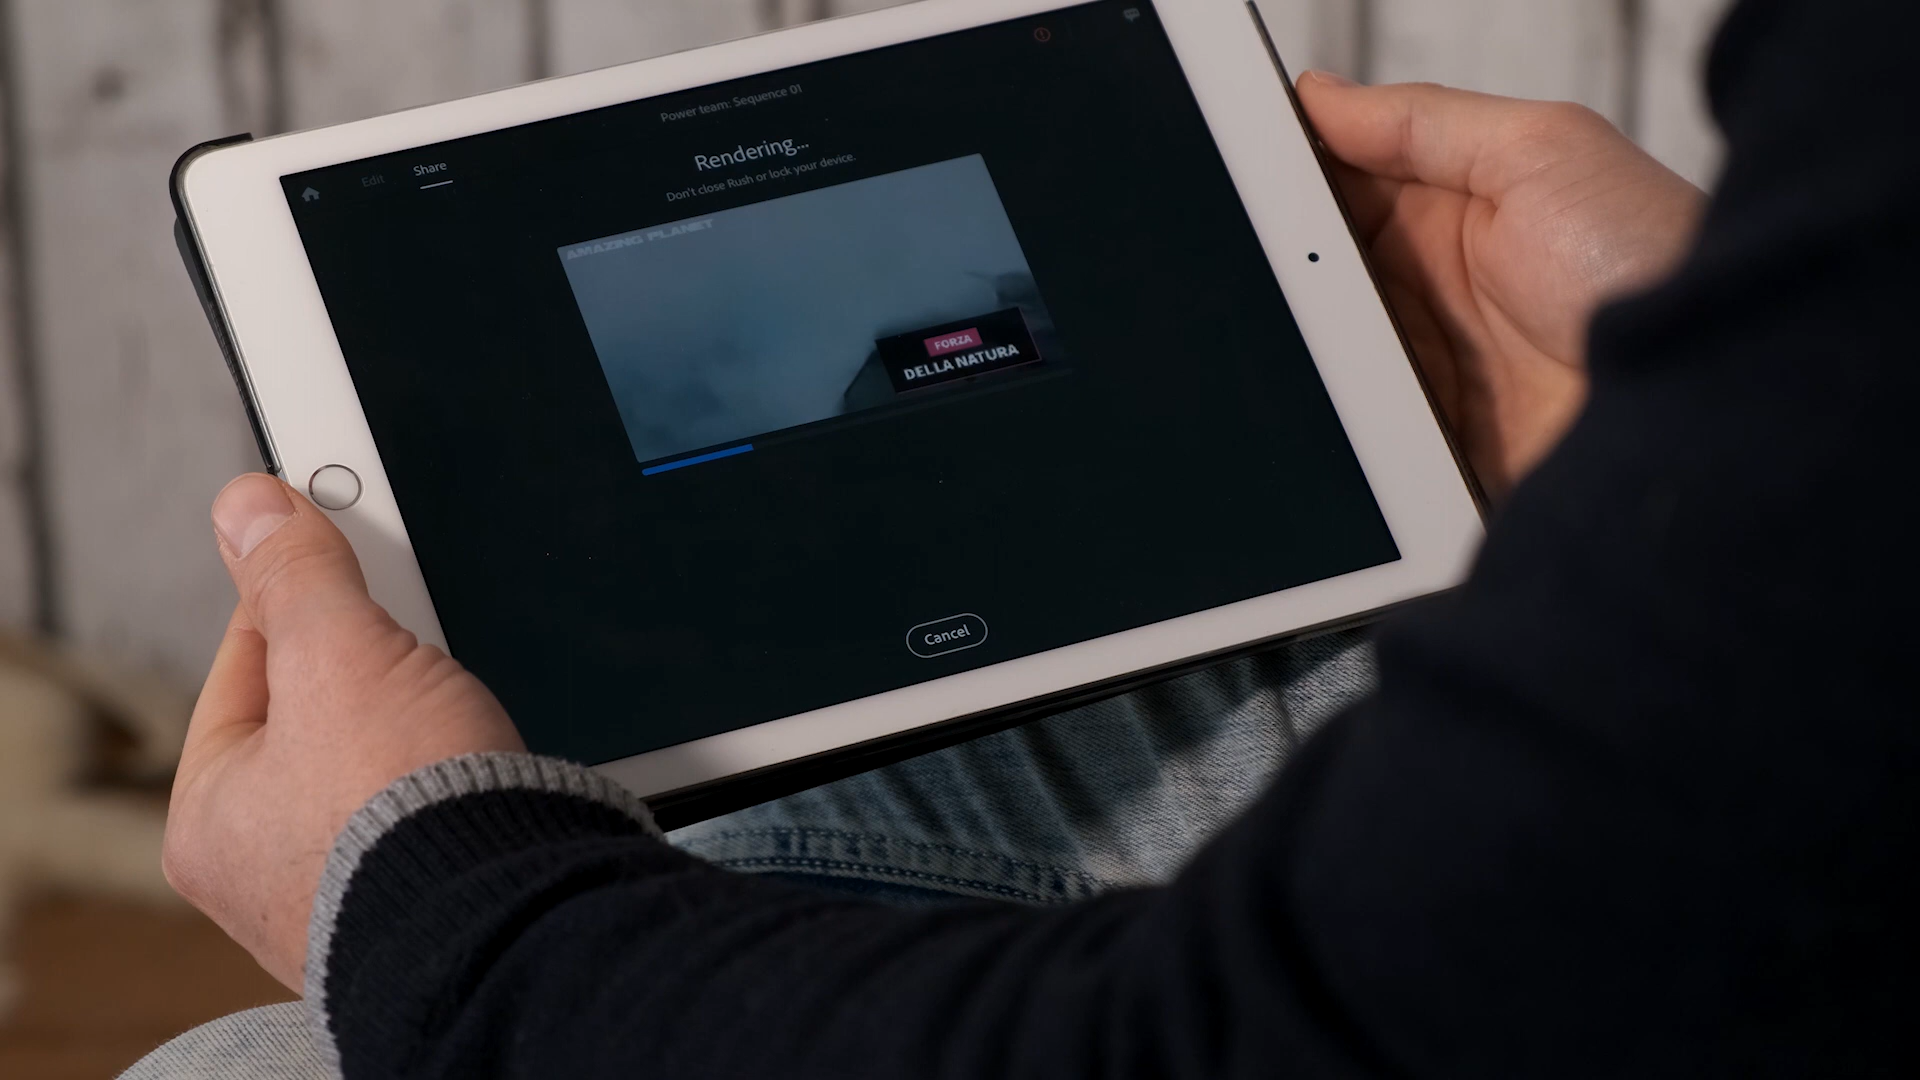 Power team: Sequence 01
Edit
Share
Rendering...
Don't close Rush or lock your device.
AMAZING PLANET
FORZA
DELLA NATURA
Cancel